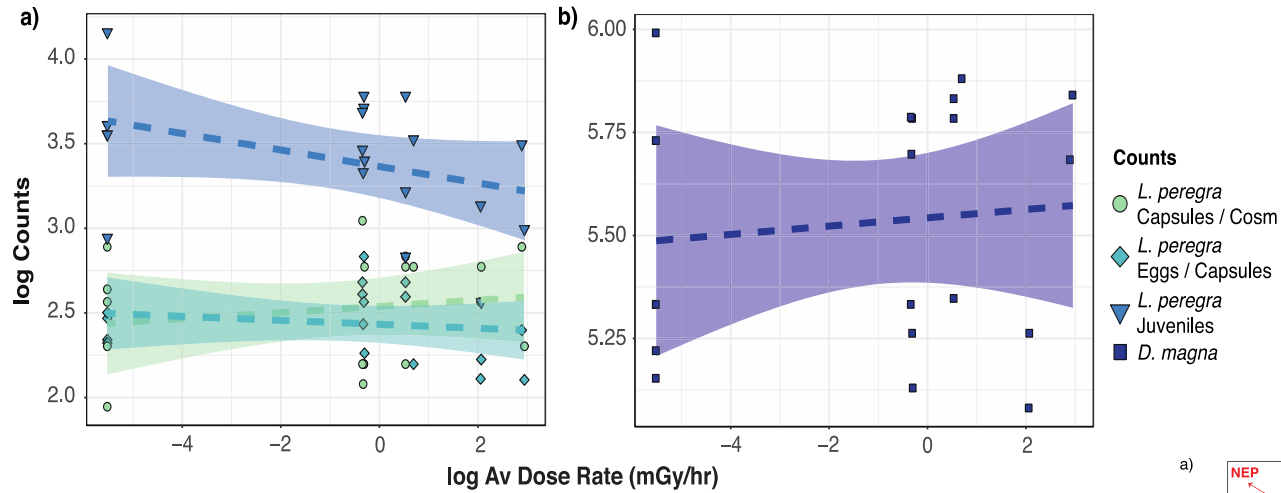 a)
b)
4.0
3.5
3.0
2.5
2.0
log Counts
−4
−2
0
2
6.00
5.75
5.50
5.25
−4
−2
0
2
log Av Dose Rate (mGy/hr)
Counts
L. peregra
Capsules / Cosm
L. peregra
Eggs / Capsules
L. peregra
Juveniles
D. magna
a)
NEP